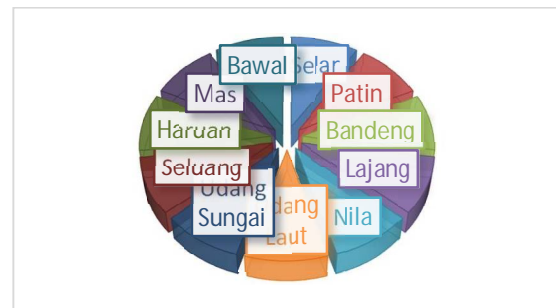 Bawal
Selar
Mas
Patin
Haruan
Bandeng
Seluang
Lajang
Udang
Sungai
Udang
Laut
Nila